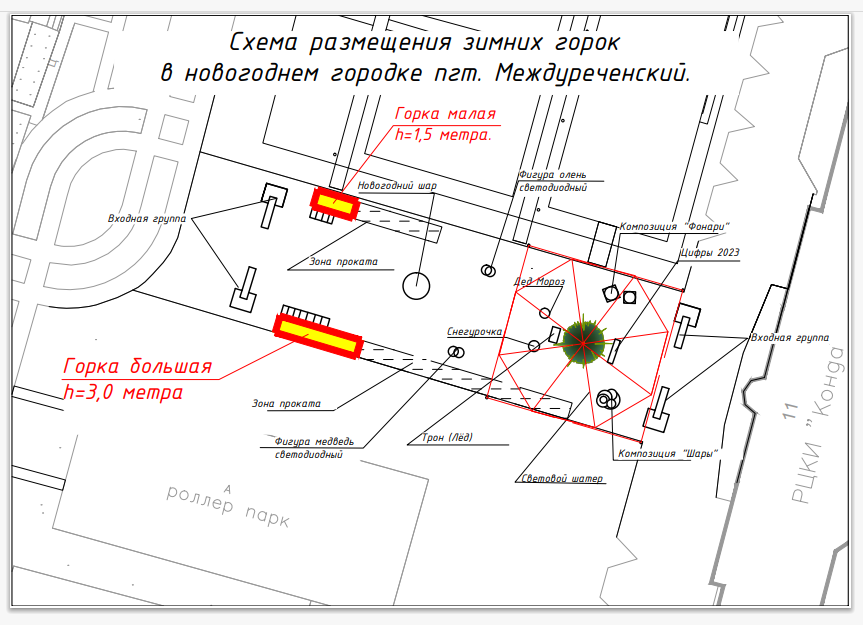 Схема размещения зимних горок
в новогоднем городке пгт. Междуреченский.
Горка малая
h=1,5 метра.
Фигура олень
светодиодный
Новогодний шар
Входная группа
Композиция "Фонари"
Цифры 2023
Зона проката
Дед Мороз
Снегурочка
Входная группа
Горка большая
h=3,0 метра
Зона проката
Фигура медведь
светодиодный
Трон (Лёд)
Композиция "Шары"
Световой шатер
А
роллер парк
11
РЦКИ "Конда